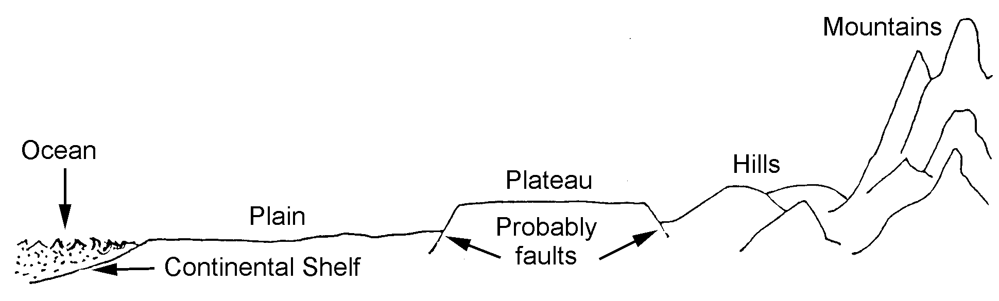 Mountains
Ocean
Hills
Plateau
Plain
Probably
faults
Continental Shelf